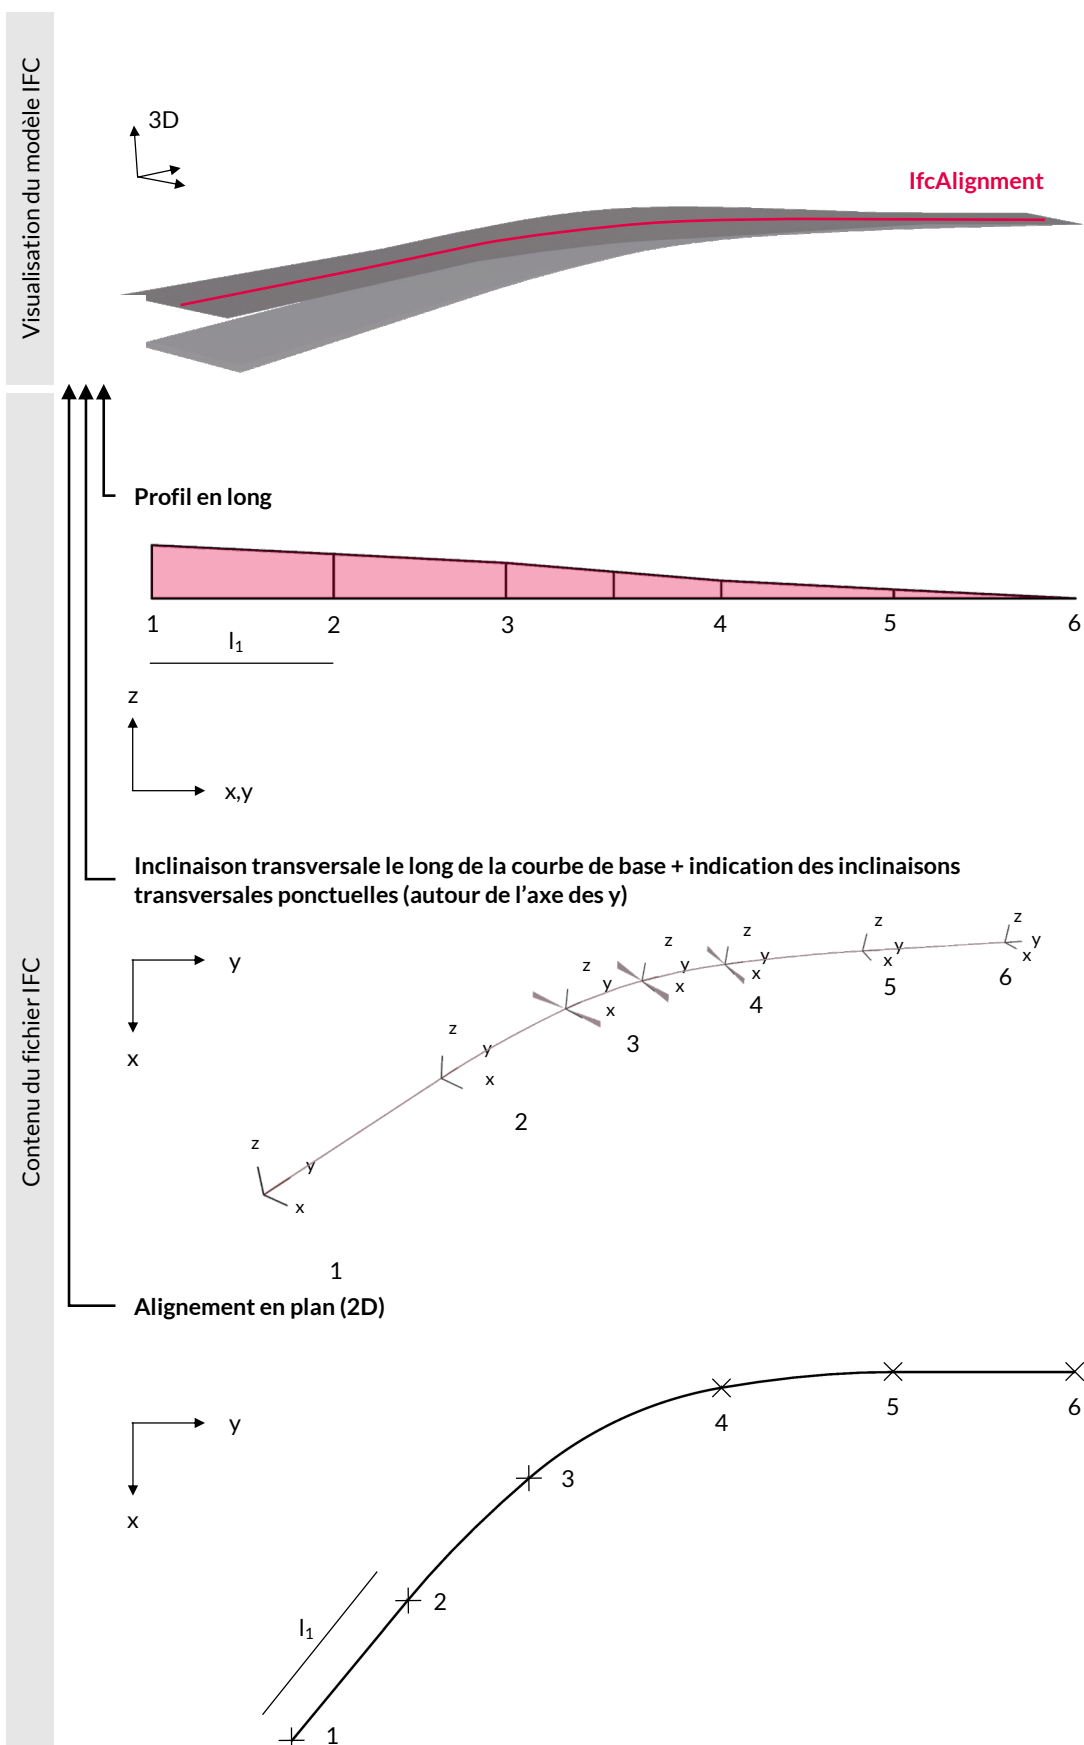 Visualisation du modèle IFC
3D
IfcAlignment
Contenu du fichier IFC
Profil en long
1 2 3 4 5 6
l1
z
x,y
Inclinaison transversale le long de la courbe de base + indication des inclinaisons
transversales ponctuelles (autour de l’axe des y)
y
x
z y x
1
z y x
2
z y x
3
z y x
z y x
4
z y x
5
z y x
6
Alignement en plan (2D)
y
x
l1
1
2
3
4
5
6